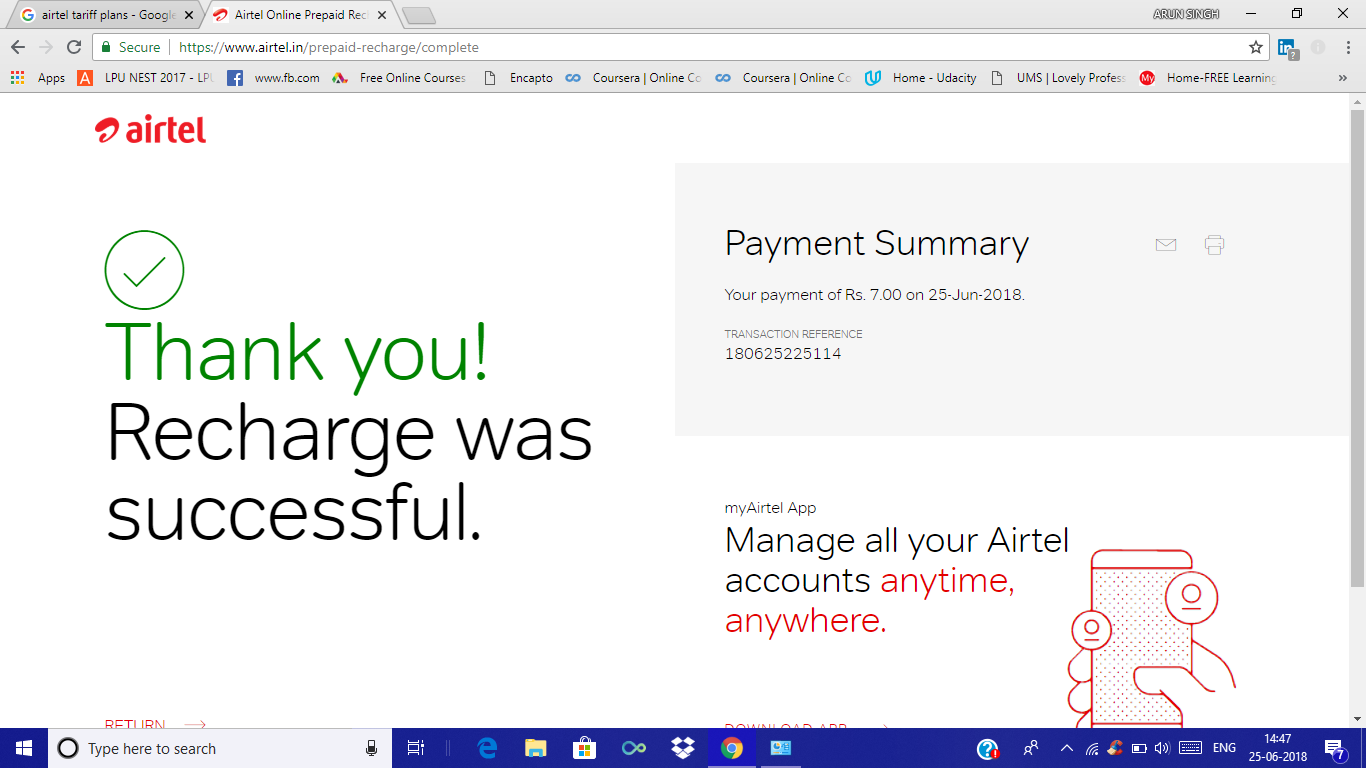 airtel tariff plans - Google
Airtel Online Prepaid Rec
ARUN SINGH
Secure
https://www.airtel.in/prepaid-recharge/complete
Apps
LPU NEST 2017 - LPU
www.fb.com
Free Online Courses
Encapto
Coursera | Online Co
Coursera | Online Co
Home - Udacity
UMS | Lovely Profess
My
Home-FREE Learning
airtel
Thank you!
Recharge was
successful.
RETURN
Payment Summary
Your payment of Rs. 7.00 on 25-Jun-2018.
TRANSACTION REFERENCE
180625225114
myAirtel App
Manage all your Airtel
accounts anytime,
anywhere.
DOWNLOAD APP
Type here to search
ENG
14:47
25-06-2018
7